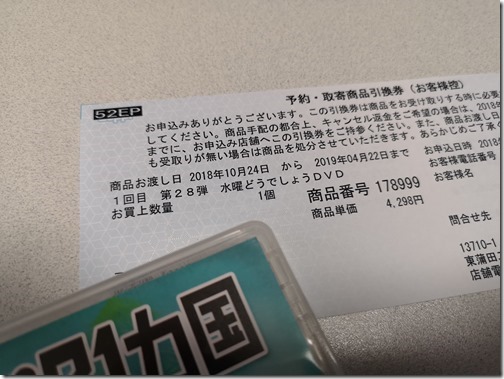 52EP
予約・取寄商品引換券（お客様控）
お申込みありがとうございます。この引換券は商品をお受け取りする時に必要
してください。商品手配の都合上、キャンセル返金をご希望の場合は、2018
までに、お申込み店舗へこの引換券をご持参ください。また、商品お渡し日
も受取りが無い場合は商品を処分させていただきます。あらかじめご了承く
商品お渡し日 2018年10月24日 から 2019年04月22日まで
お申込日時 2018
1回目 第28弾 水曜どうでしょうDVD
お客様電話番号
お買上数量 1個 商品番号 178999
お客様名
商品単価 4,298円
問合せ先
13710-1
東蒲田
店舗電
21カ国